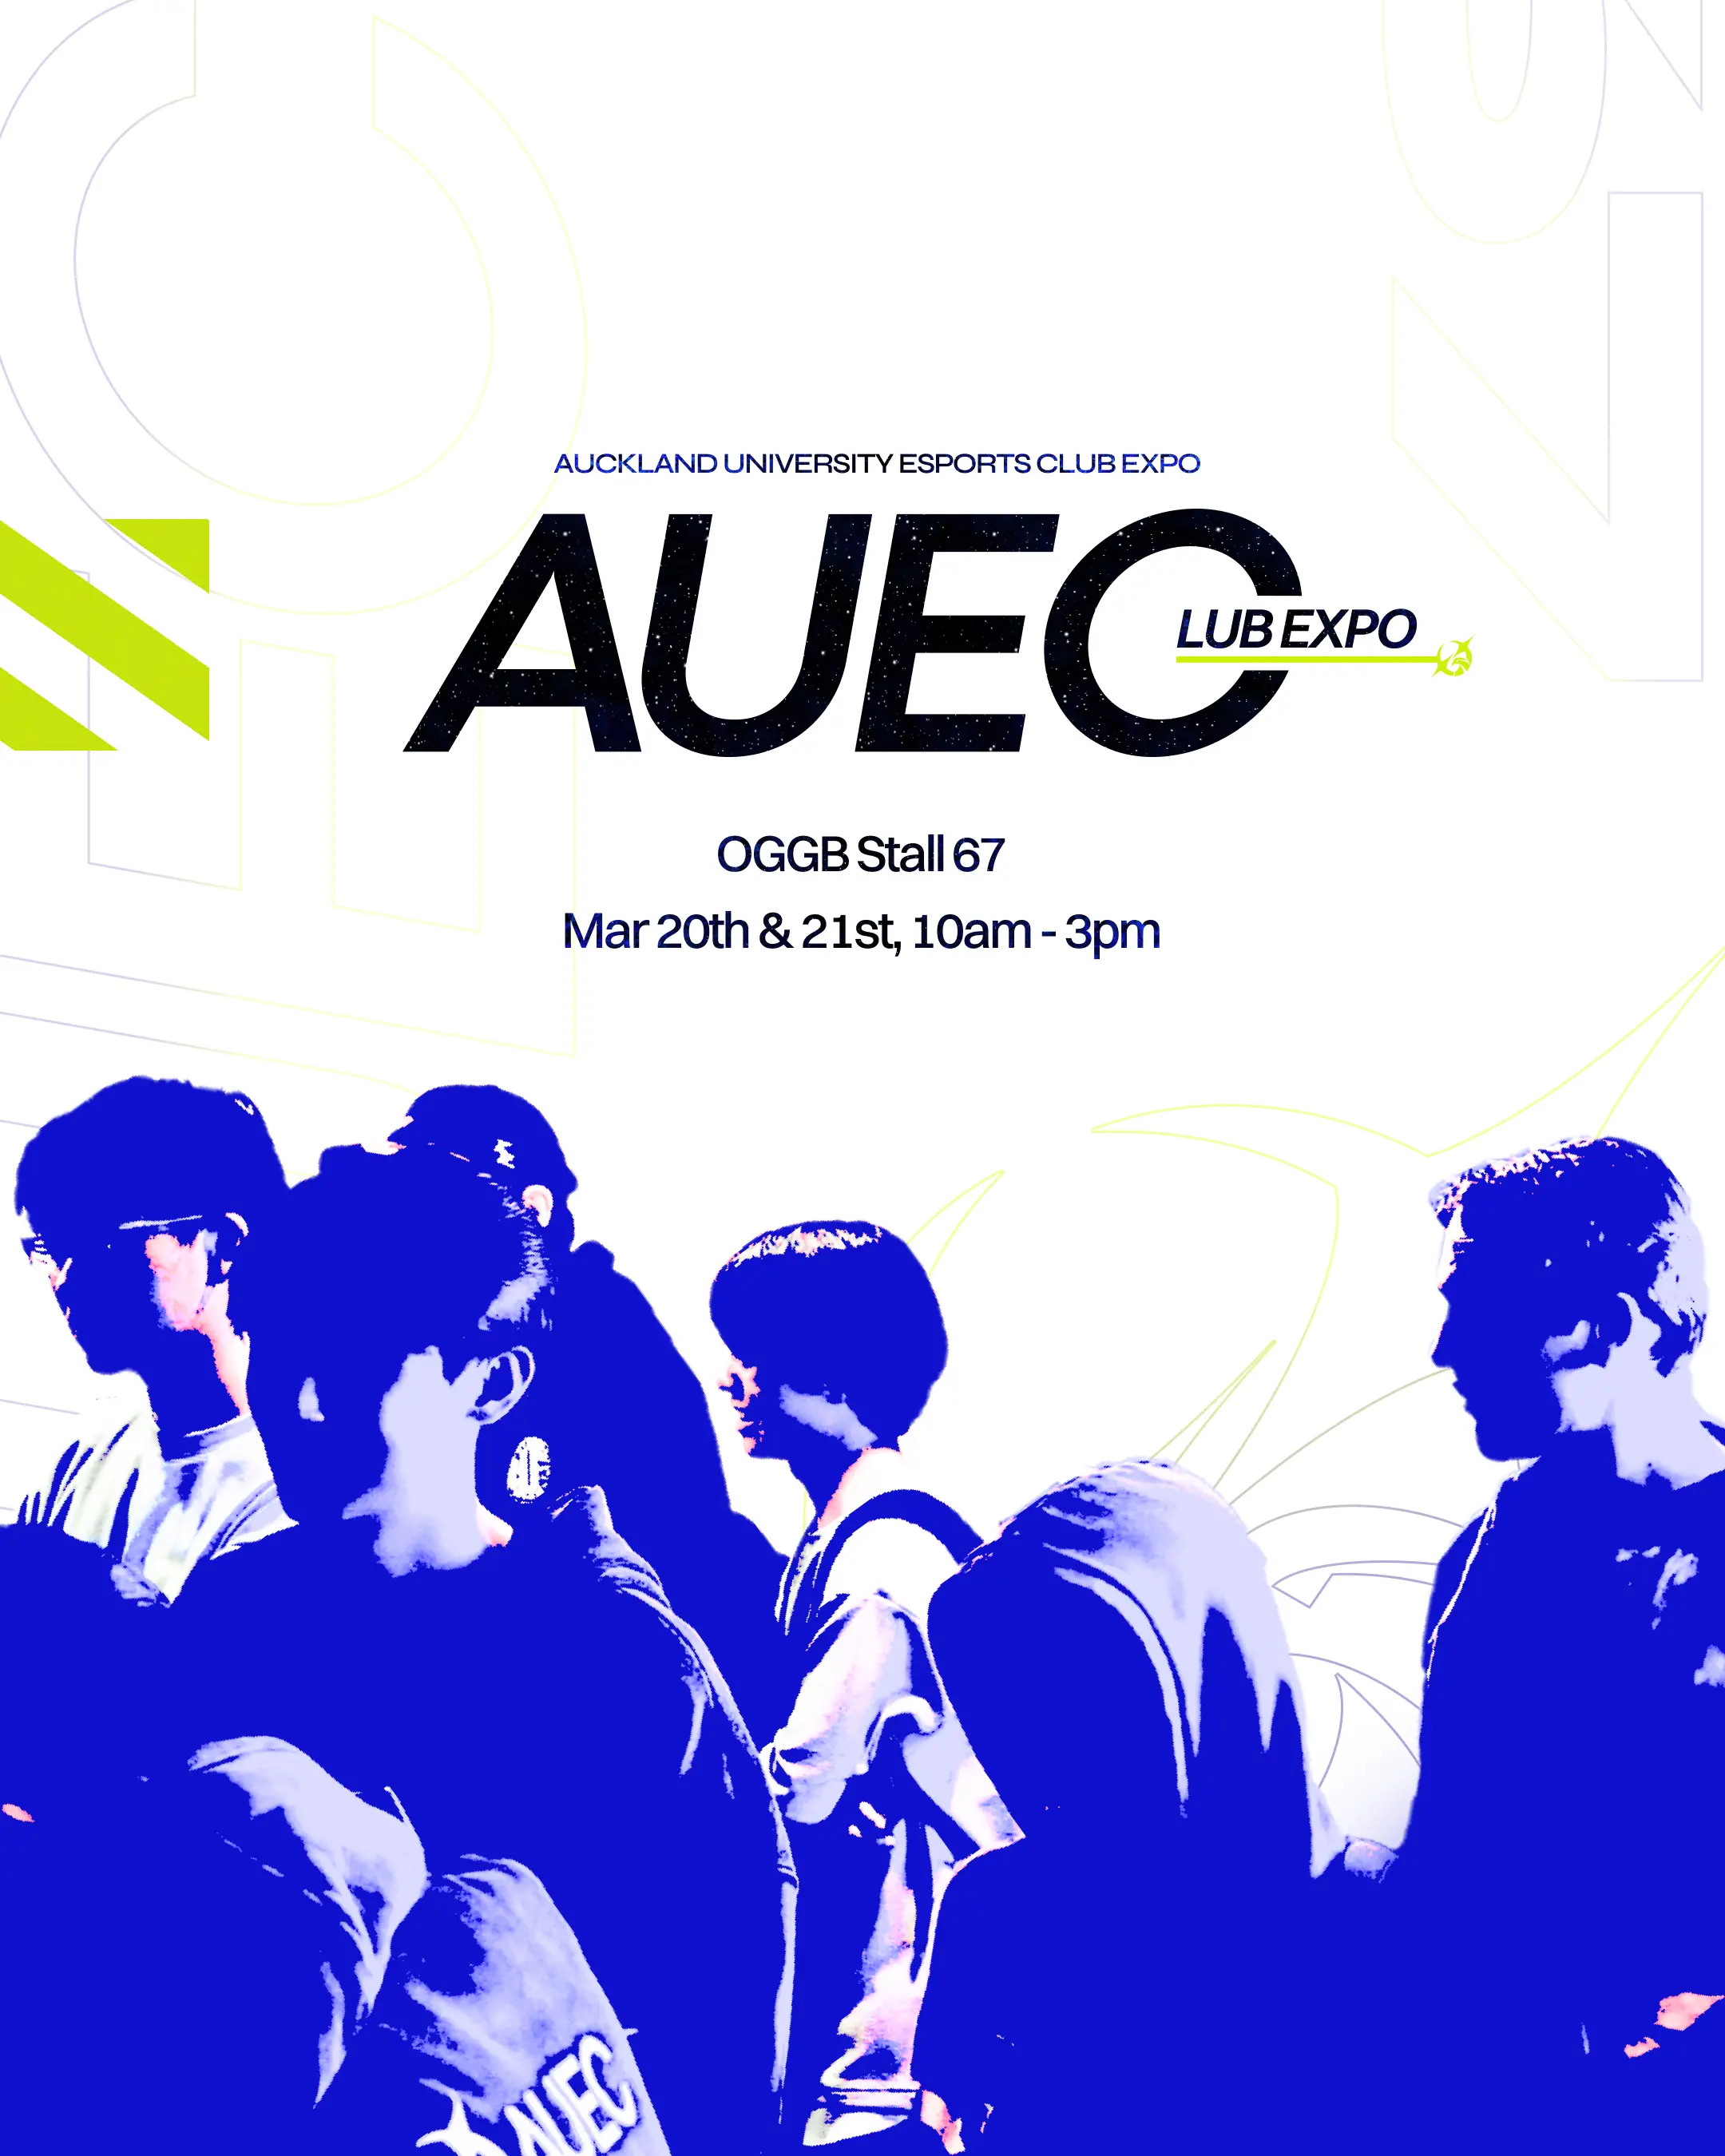 AUCKLAND UNIVERSITY ESPORTS CLUB EXPO
AUEC
LUB EXPO
OGGB Stall 67
Mar 20th & 21st, 10am - 3pm
AUEC